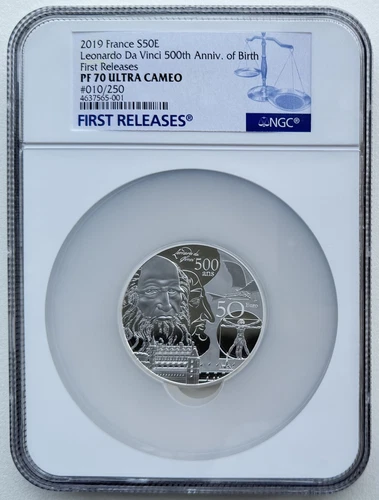 2019 France S50E
Leonardo Da Vinci 500th Anniv. of Birth
First Releases
PF 70 ULTRA CAMEO
#010/250
4637565-001
FIRST RELEASES®
NGC®
500
ans
50